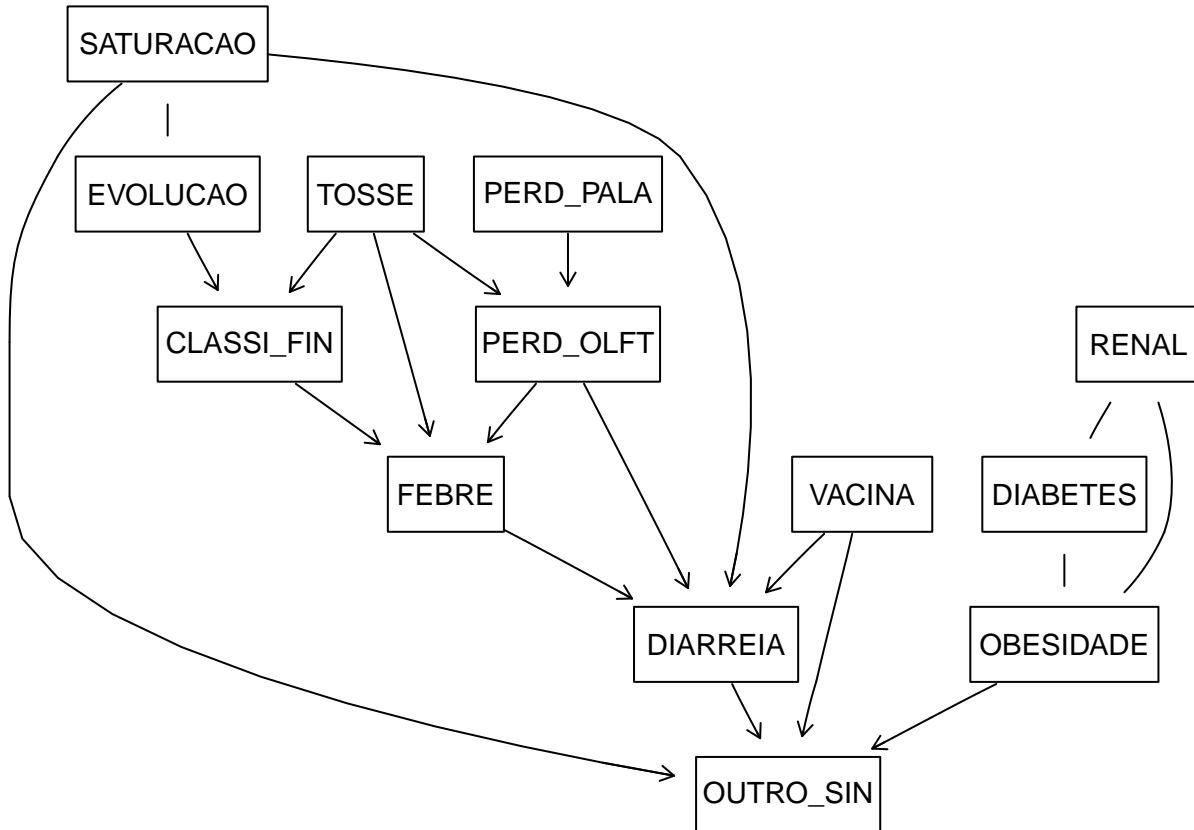 SATURACAO
EVOLUCAO
TOSSE
PERD_PALA
CLASSI_FIN
PERD_OLFT
RENAL
FEBRE
VACINA
DIABETES
DIARREIA
OBESIDADE
OUTRO_SIN